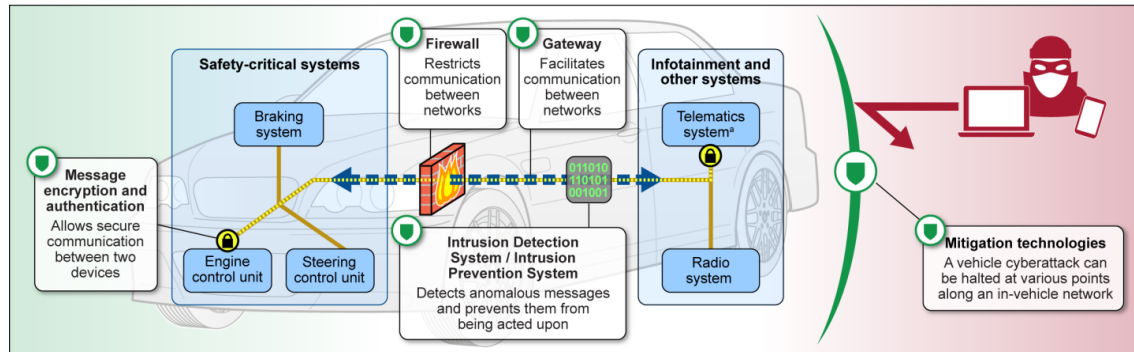 Safety-critical systems
Braking
system
Message
encryption and
authentication
Allows secure
communication
between two
devices
Engine
control unit
Steering
control unit
Firewall
Restricts
communication
between
networks
Gateway
Facilitates
communication
between
networks
011010
110101
001001
Intrusion Detection
System / Intrusion
Prevention System
Detects anomalous messages
and prevents them from
being acted upon
Infotainment and
other systems
Telematics
systemᵃ
Radio
system
Mitigation technologies
A vehicle cyberattack can
be halted at various points
along an in-vehicle network